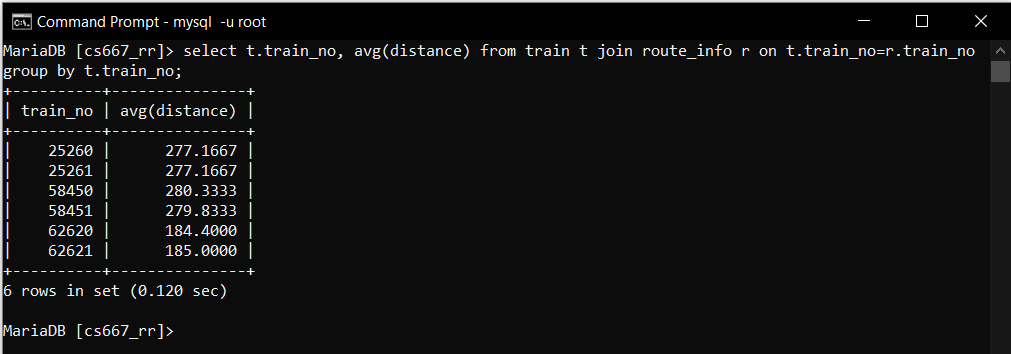 Command Prompt - mysql  -u root
MariaDB [cs667_rr]> select t.train_no, avg(distance) from train t join route_info r on t.train_no=r.train_no
group by t.train_no;
+----------+---------------+
| train_no | avg(distance) |
+----------+---------------+
|    25260 |      277.1667 |
|    25261 |      277.1667 |
|    58450 |      280.3333 |
|    58451 |      279.8333 |
|    62620 |      184.4000 |
|    62621 |      185.0000 |
+----------+---------------+
6 rows in set (0.120 sec)
MariaDB [cs667_rr]>